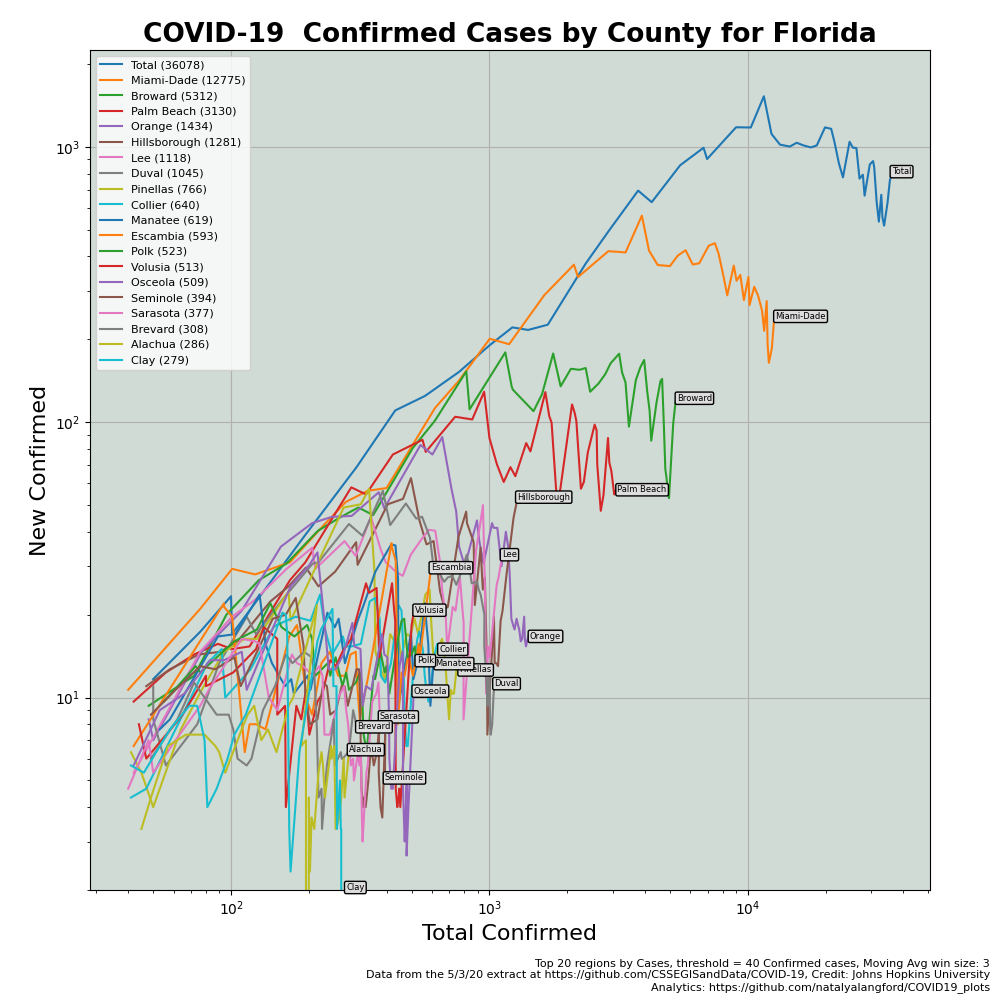 COVID-19  Confirmed Cases by County for Florida
Total (36078)
Miami-Dade (12775)
Broward (5312)
Palm Beach (3130)
Orange (1434)
Hillsborough (1281)
Lee (1118)
Duval (1045)
Pinellas (766)
Collier (640)
Manatee (619)
Escambia (593)
Polk (523)
Volusia (513)
Osceola (509)
Seminole (394)
Sarasota (377)
Brevard (308)
Alachua (286)
Clay (279)
Total
Miami-Dade
Broward
Palm Beach
Hillsborough
Lee
Escambia
Volusia
Orange
Collier
Polk
Manatee
Duval
Osceola
Sarasota
Brevard
Alachua
Seminole
Clay
New Confirmed
10³
10²
10¹
10²
10³
10⁴
Total Confirmed
Top 20 regions by Cases, threshold = 40 Confirmed cases, Moving Avg win size: 3
Data from the 5/3/20 extract at https://github.com/CSSEGISandData/COVID-19, Credit: Johns Hopkins University
Analytics: https://github.com/natalyalangford/COVID19_plots